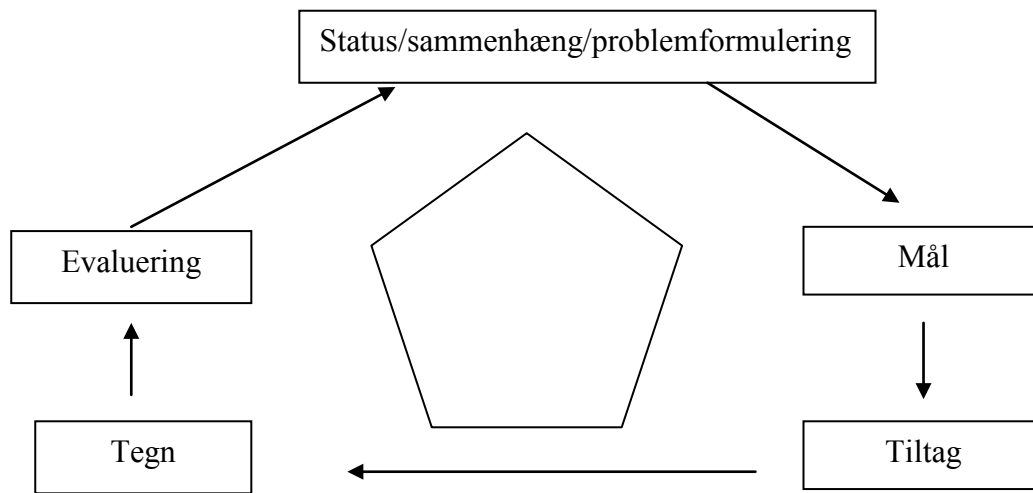 Status/sammenhæng/problemformulering
Evaluering
Mål
Tegn
Tiltag